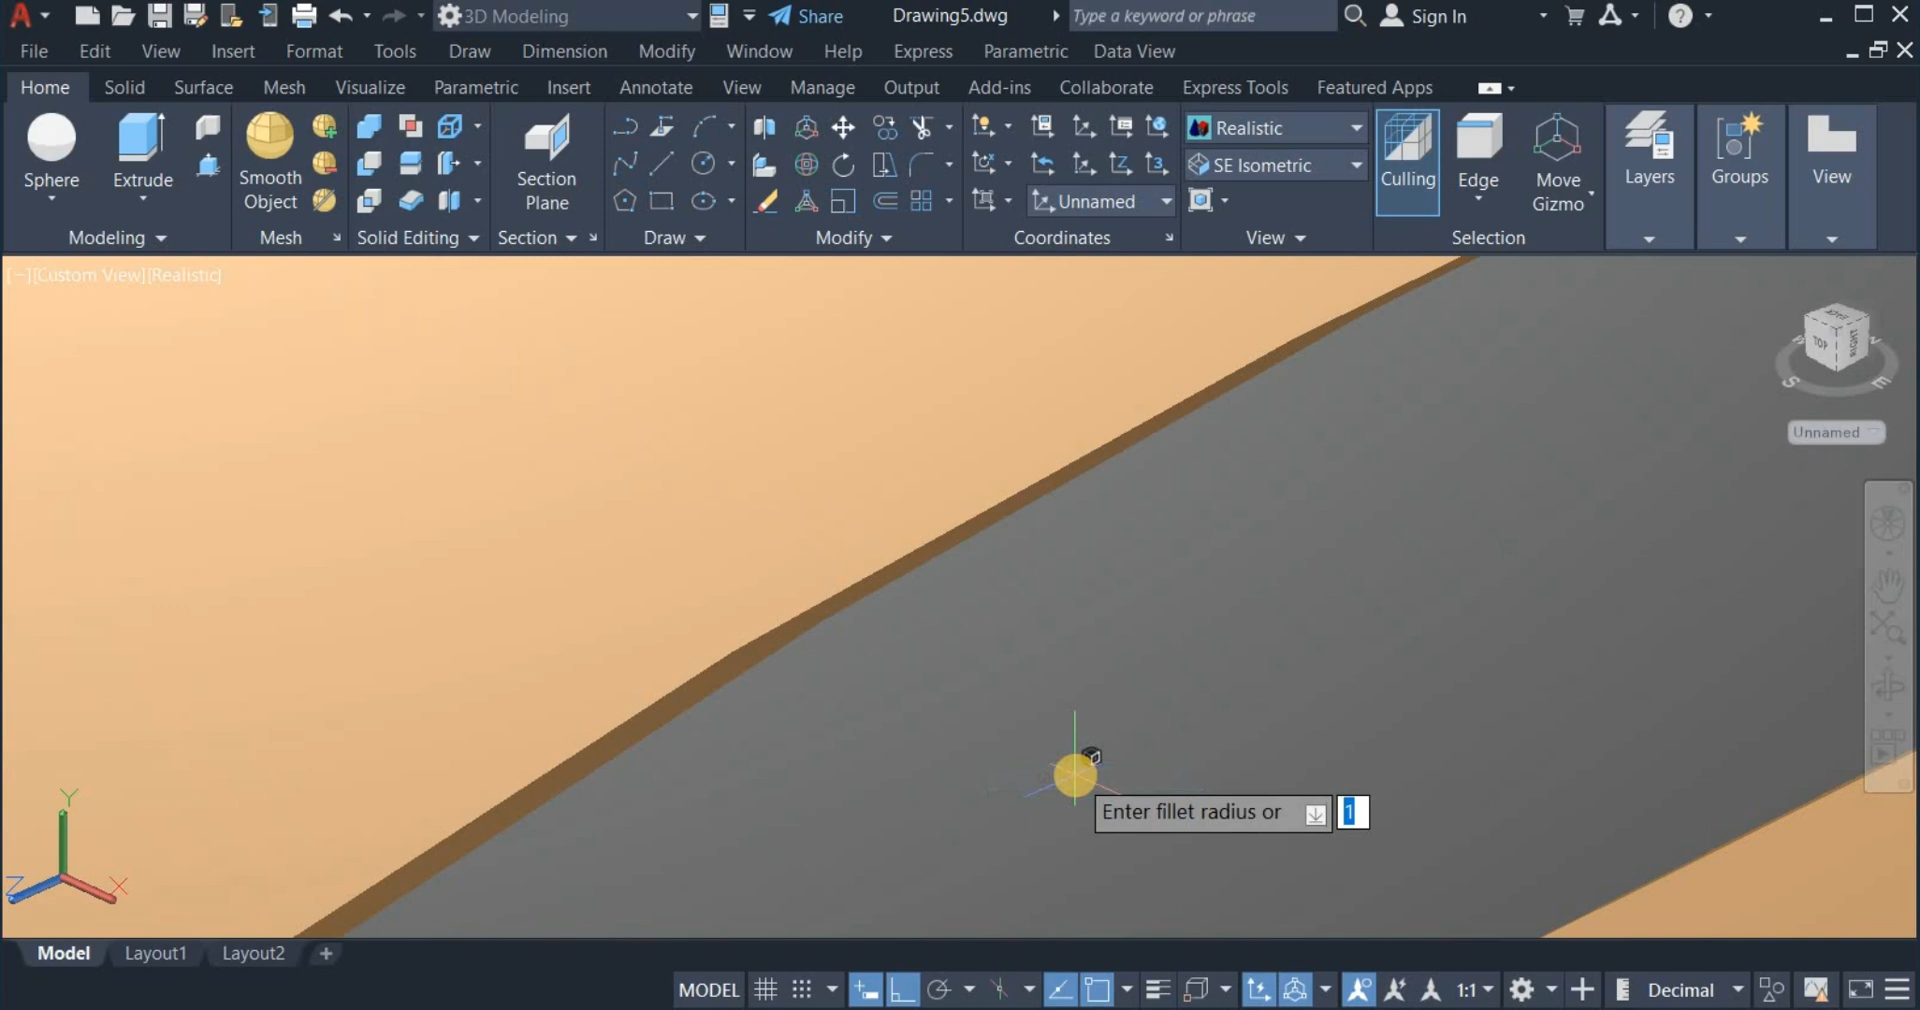 3D Modeling Share Drawing5.dwg Type a keyword or phrase Sign In
File Edit View Insert Format Tools Draw Dimension Modify Window Help Express Parametric Data View
Home Solid Surface Mesh Visualize Parametric Insert Annotate View Manage Output Add-ins Collaborate Express Tools Featured Apps
Sphere Extrude Smooth Object Section Plane Realistic SE Isometric Unnamed Culling Edge Move Gizmo Layers Groups View
Modeling Mesh Solid Editing Section Draw Modify Coordinates View Selection
[−][Custom View][Realistic]
BACK
TOP RIGHT
S E
Unnamed
Enter fillet radius or 1
Y
Z X
Model Layout1 Layout2 +
MODEL 1:1 Decimal